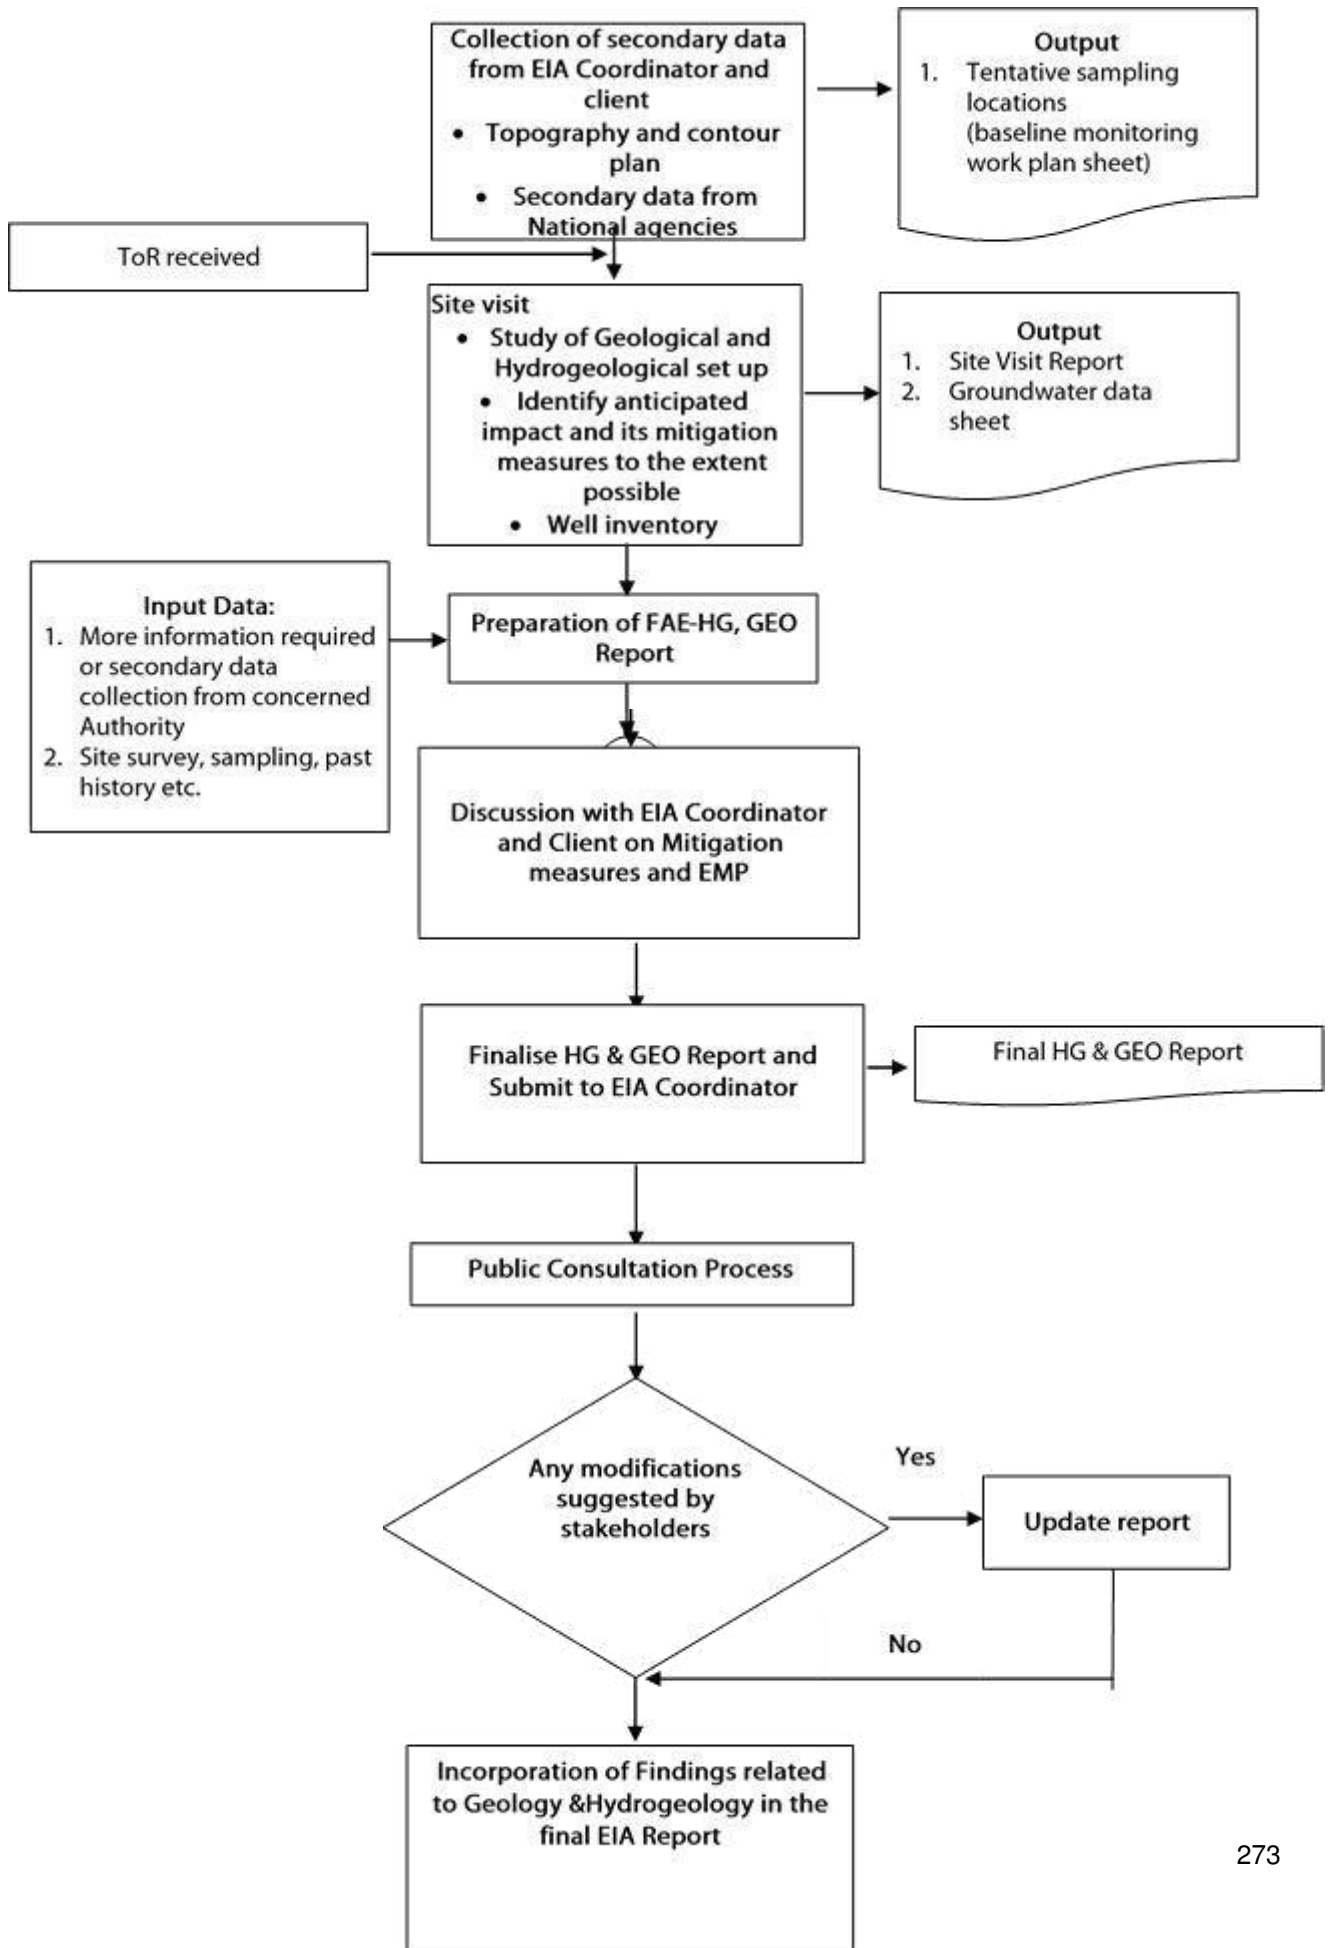 Collection of secondary data
from EIA Coordinator and
client
• Topography and contour
plan
• Secondary data from
National agencies
Output
1. Tentative sampling
locations
(baseline monitoring
work plan sheet)
ToR received
Site visit
• Study of Geological and
Hydrogeological set up
• Identify anticipated
impact and its mitigation
measures to the extent
possible
• Well inventory
Output
1. Site Visit Report
2. Groundwater data
sheet
Input Data:
1. More information required
or secondary data
collection from concerned
Authority
2. Site survey, sampling, past
history etc.
Preparation of FAE-HG, GEO
Report
Discussion with EIA Coordinator
and Client on Mitigation
measures and EMP
Finalise HG & GEO Report and
Submit to EIA Coordinator
Final HG & GEO Report
Public Consultation Process
Any modifications
suggested by
stakeholders
Yes
Update report
No
Incorporation of Findings related
to Geology &Hydrogeology in the
final EIA Report
273